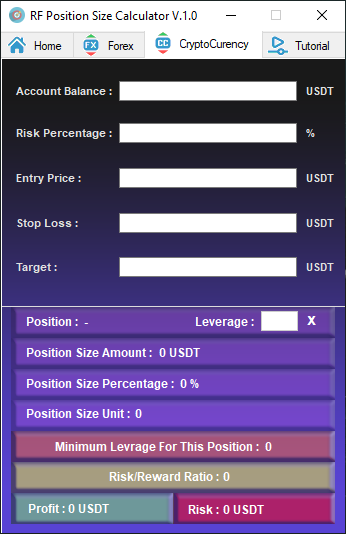 RF Position Size Calculator V.1.0
Home FX Forex CC CryptoCurency Tutorial
Account Balance : USDT
Risk Percentage : %
Entry Price : USDT
Stop Loss : USDT
Target : USDT
Position : - Leverage : X
Position Size Amount : 0 USDT
Position Size Percentage : 0 %
Position Size Unit : 0
Minimum Levrage For This Position : 0
Risk/Reward Ratio : 0
Profit : 0 USDT Risk : 0 USDT